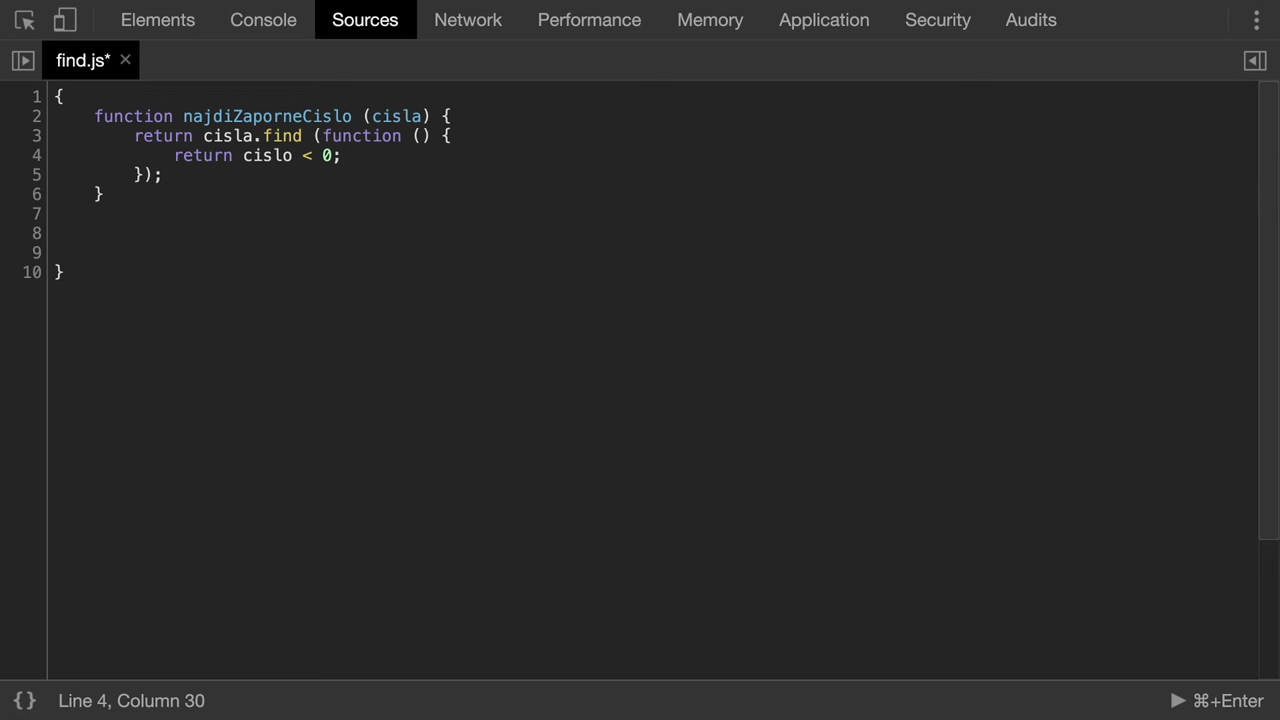 Elements Console Sources Network Performance Memory Application Security Audits
find.js* ×
1 {
2 function najdiZaporneCislo (cisla) {
3 return cisla.find (function () {
4 return cislo < 0;
5 });
6 }
7
8
9
10 }
{} Line 4, Column 30 ⌘+Enter